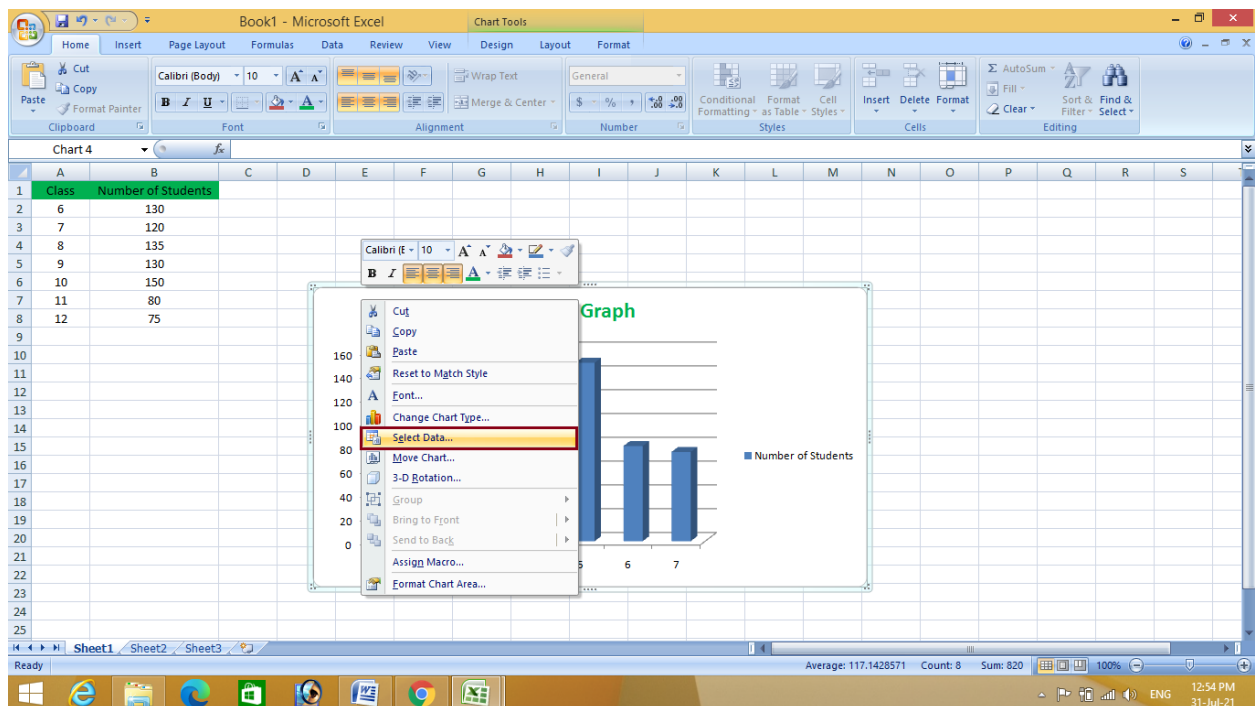 Book1 - Microsoft Excel
Chart Tools
Home Insert Page Layout Formulas Data Review View Design Layout Format
Cut
Copy
Format Painter
Paste
Clipboard
Calibri (Body) 10
B I U
Font
Wrap Text
Merge & Center
Alignment
General
$ % ,
Number
Conditional Formatting
Format as Table
Cell Styles
Styles
Insert Delete Format
Cells
Σ AutoSum
Fill
Clear
Sort & Filter
Find & Select
Editing
Chart 4
fx
A B C D E F G H I J K L M N O P Q R S
1 Class Number of Students
2 6 130
3 7 120
4 8 135
5 9 130
6 10 150
7 11 80
8 12 75
9
10
11
12
13
14
15
16
17
18
19
20
21
22
23
24
25
Calibri (E 10
B I
Cut
Copy
Paste
Reset to Match Style
Font...
Change Chart Type...
Select Data...
Move Chart...
3-D Rotation...
Group
Bring to Front
Send to Back
Assign Macro...
Format Chart Area...
Graph
160
140
120
100
80
60
40
20
0
5 6 7
Number of Students
Sheet1 Sheet2 Sheet3
Ready
Average: 117.1428571 Count: 8 Sum: 820 100%
ENG
12:54 PM
31-Jul-21